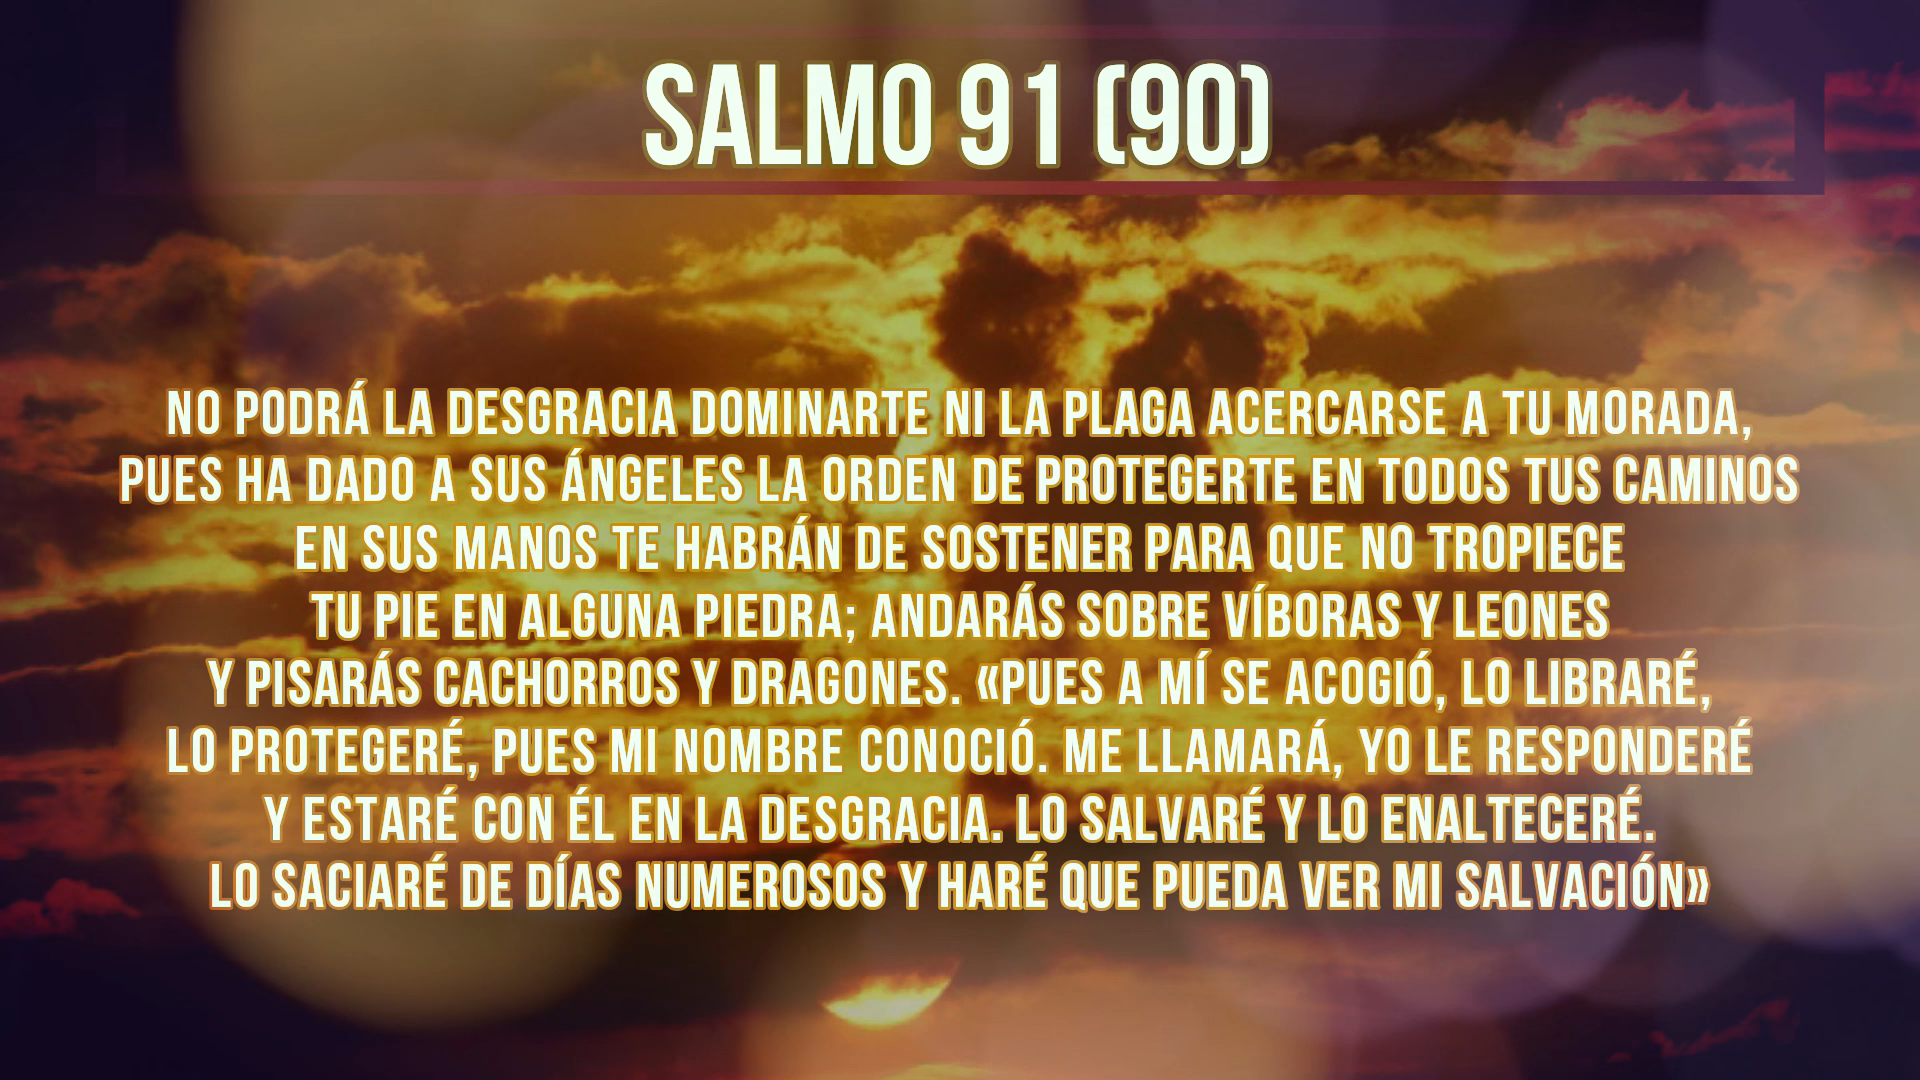 SALMO 91 (90)
NO PODRÁ LA DESGRACIA DOMINARTE NI LA PLAGA ACERCARSE A TU MORADA,
PUES HA DADO A SUS ÁNGELES LA ORDEN DE PROTEGERTE EN TODOS TUS CAMINOS
EN SUS MANOS TE HABRÁN DE SOSTENER PARA QUE NO TROPIECE
TU PIE EN ALGUNA PIEDRA; ANDARÁS SOBRE VÍBORAS Y LEONES
Y PISARÁS CACHORROS Y DRAGONES. «PUES A MÍ SE ACOGIÓ, LO LIBRARÉ,
LO PROTEGERÉ, PUES MI NOMBRE CONOCIÓ. ME LLAMARÁ, YO LE RESPONDERÉ
Y ESTARÉ CON ÉL EN LA DESGRACIA. LO SALVARÉ Y LO ENALTECERÉ.
LO SACIARÉ DE DÍAS NUMEROSOS Y HARÉ QUE PUEDA VER MI SALVACIÓN»